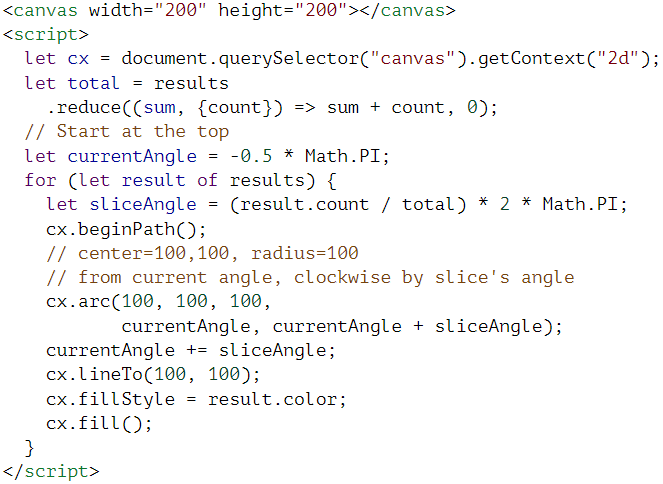 <canvas width="200" height="200"></canvas>
<script>
  let cx = document.querySelector("canvas").getContext("2d");
  let total = results
    .reduce((sum, {count}) => sum + count, 0);
  // Start at the top
  let currentAngle = -0.5 * Math.PI;
  for (let result of results) {
    let sliceAngle = (result.count / total) * 2 * Math.PI;
    cx.beginPath();
    // center=100,100, radius=100
    // from current angle, clockwise by slice's angle
    cx.arc(100, 100, 100,
           currentAngle, currentAngle + sliceAngle);
    currentAngle += sliceAngle;
    cx.lineTo(100, 100);
    cx.fillStyle = result.color;
    cx.fill();
  }
</script>